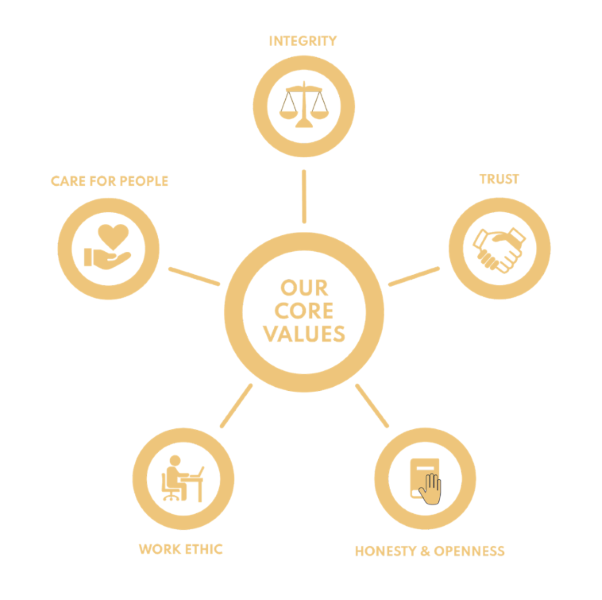 INTEGRITY
CARE FOR PEOPLE
TRUST
OUR
CORE
VALUES
WORK ETHIC
HONESTY & OPENNESS